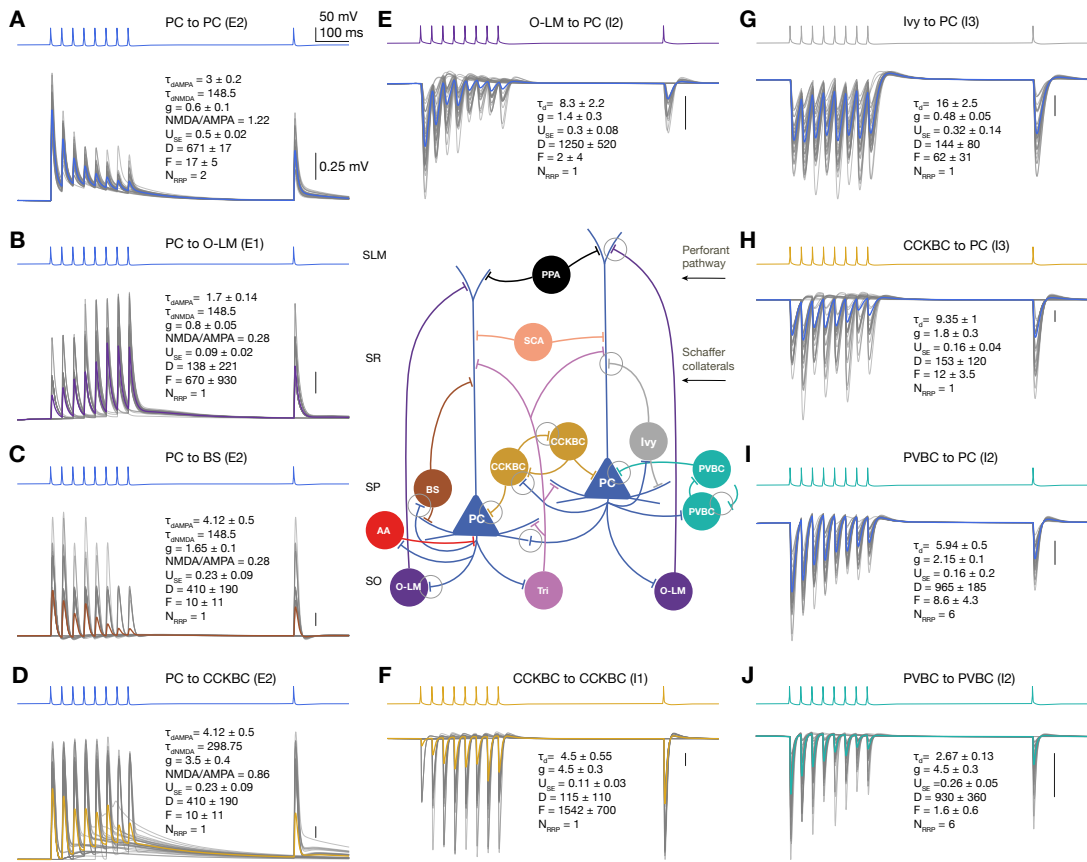 A
PC to PC (E2)
50 mV
100 ms
τdAMPA = 3 ± 0.2
τdNMDA = 148.5
g = 0.6 ± 0.1
NMDA/AMPA = 1.22
USE = 0.5 ± 0.02
D = 671 ± 17
F = 17 ± 5
NRRP = 2
0.25 mV
B
PC to O-LM (E1)
τdAMPA = 1.7 ± 0.14
τdNMDA = 148.5
g = 0.8 ± 0.05
NMDA/AMPA = 0.28
USE = 0.09 ± 0.02
D = 138 ± 221
F = 670 ± 930
NRRP = 1
C
PC to BS (E2)
τdAMPA = 4.12 ± 0.5
τdNMDA = 148.5
g = 1.65 ± 0.1
NMDA/AMPA = 0.28
USE = 0.23 ± 0.09
D = 410 ± 190
F = 10 ± 11
NRRP = 1
D
PC to CCKBC (E2)
τdAMPA = 4.12 ± 0.5
τdNMDA = 298.75
g = 3.5 ± 0.4
NMDA/AMPA = 0.86
USE = 0.23 ± 0.09
D = 410 ± 190
F = 10 ± 11
NRRP = 1
E
O-LM to PC (I2)
τd = 8.3 ± 2.2
g = 1.4 ± 0.3
USE = 0.3 ± 0.08
D = 1250 ± 520
F = 2 ± 4
NRRP = 1
SLM
SR
SP
SO
PPA
SCA
Perforant
pathway
Schaffer
collaterals
CCKBC
CCKBC
Ivy
BS
PC
PC
PVBC
PVBC
AA
O-LM
Tri
O-LM
F
CCKBC to CCKBC (I1)
τd = 4.5 ± 0.55
g = 4.5 ± 0.3
USE = 0.11 ± 0.03
D = 115 ± 110
F = 1542 ± 700
NRRP = 1
G
Ivy to PC (I3)
τd = 16 ± 2.5
g = 0.48 ± 0.05
USE = 0.32 ± 0.14
D = 144 ± 80
F = 62 ± 31
NRRP = 1
H
CCKBC to PC (I3)
τd = 9.35 ± 1
g = 1.8 ± 0.3
USE = 0.16 ± 0.04
D = 153 ± 120
F = 12 ± 3.5
NRRP = 1
I
PVBC to PC (I2)
τd = 5.94 ± 0.5
g = 2.15 ± 0.1
USE = 0.16 ± 0.2
D = 965 ± 185
F = 8.6 ± 4.3
NRRP = 6
J
PVBC to PVBC (I2)
τd = 2.67 ± 0.13
g = 4.5 ± 0.3
USE =0.26 ± 0.05
D = 930 ± 360
F = 1.6 ± 0.6
NRRP = 6